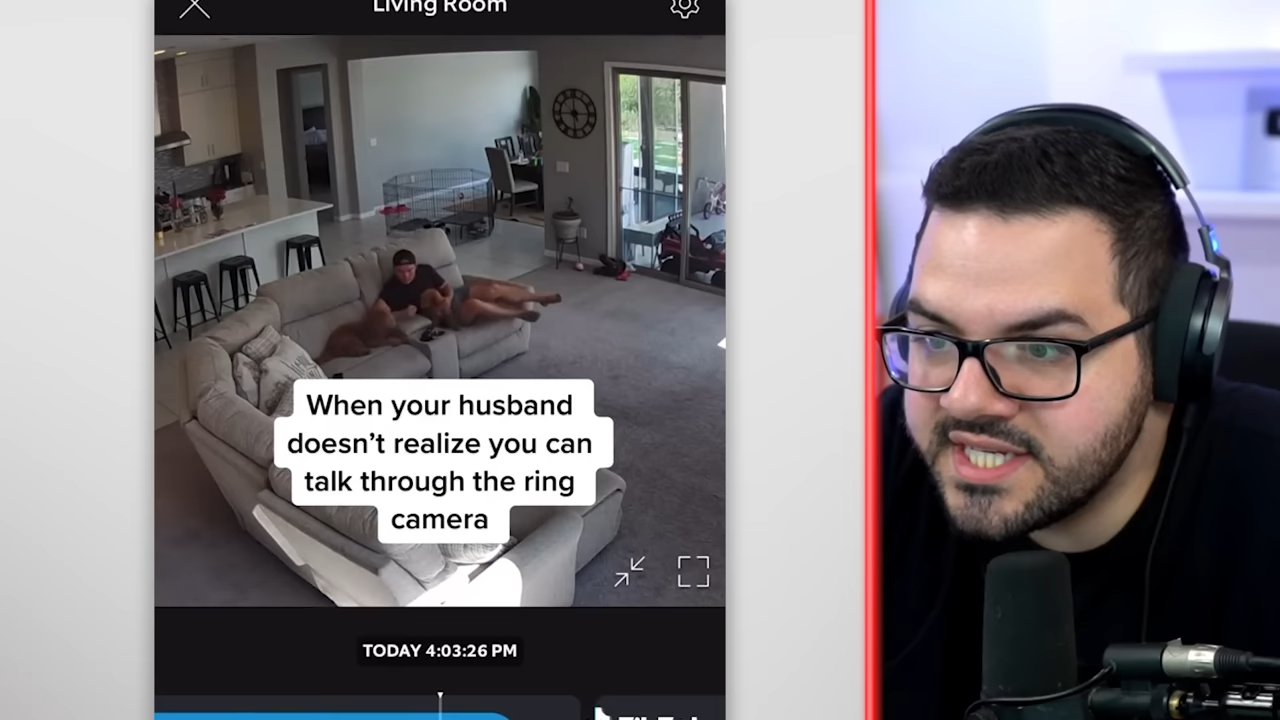 Living Room
When your husband
doesn't realize you can
talk through the ring
camera
TODAY 4:03:26 PM
TikTok